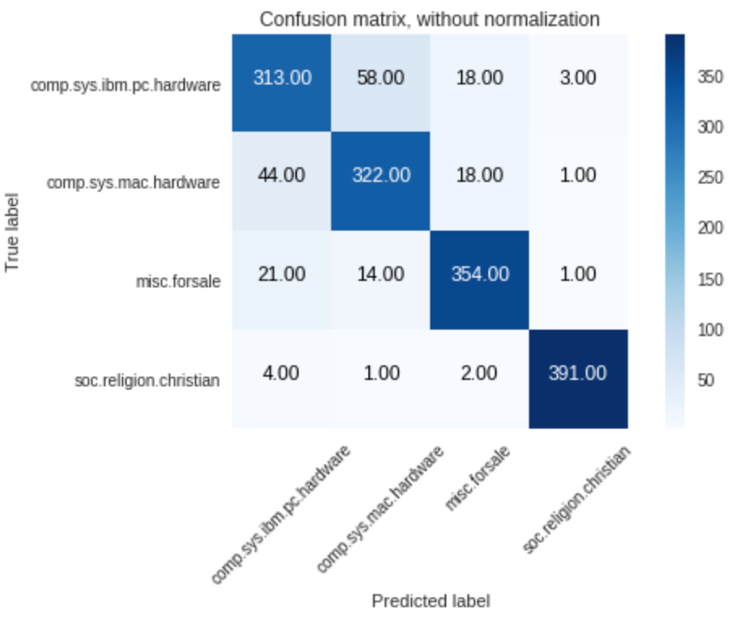 Confusion matrix, without normalization
True label
comp.sys.ibm.pc.hardware 313.00 58.00 18.00 3.00
comp.sys.mac.hardware 44.00 322.00 18.00 1.00
misc.forsale 21.00 14.00 354.00 1.00
soc.religion.christian 4.00 1.00 2.00 391.00
comp.sys.ibm.pc.hardware
comp.sys.mac.hardware
misc.forsale
soc.religion.christian
Predicted label
350
300
250
200
150
100
50